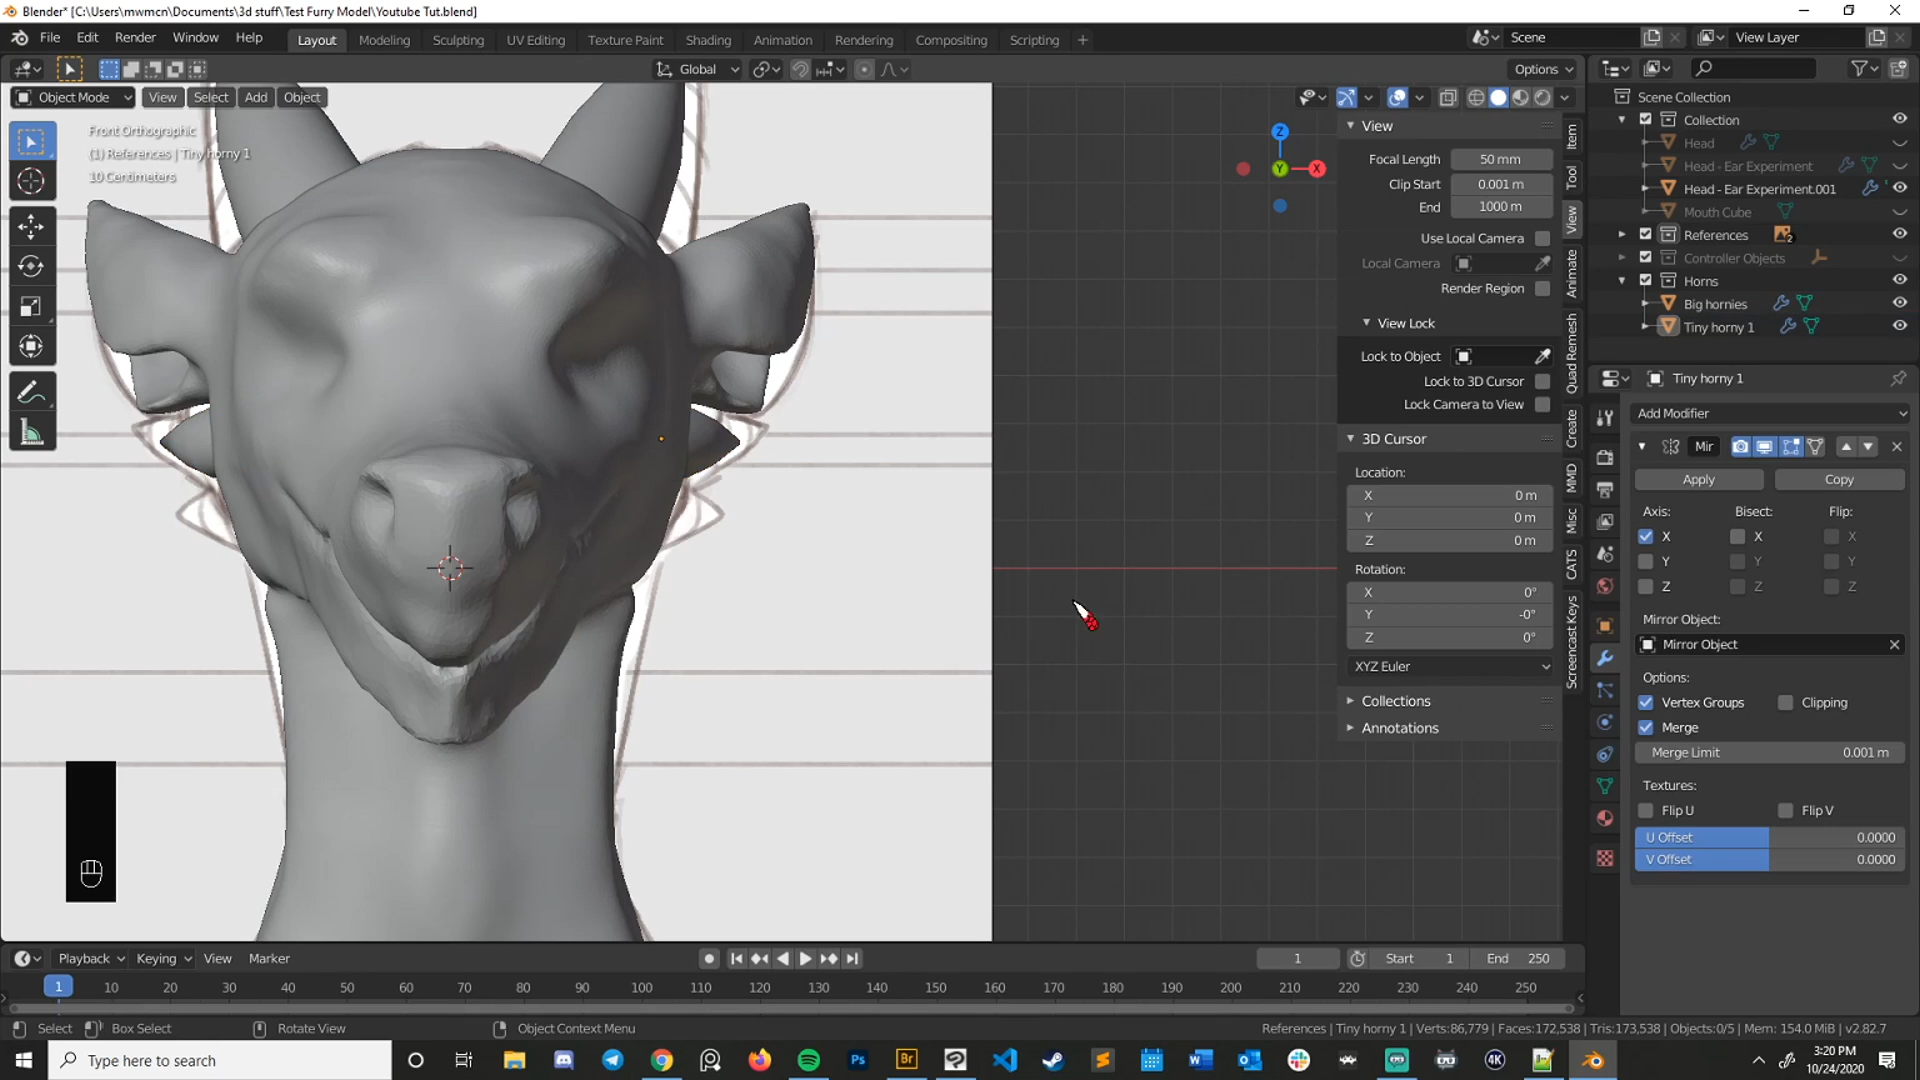 Blender* [C:\Users\mwmcn\Documents\3d stuff\Test Furry Model\Youtube Tut.blend]
File Edit Render Window Help Layout Modeling Sculpting UV Editing Texture Paint Shading Animation Rendering Compositing Scripting + Scene View Layer
Global Options
Object Mode View Select Add Object
Front Orthographic
(1) References | Tiny horny 1
10 Centimeters
Z
Y
X
View
Focal Length 50 mm
Clip Start 0.001 m
End 1000 m
Use Local Camera
Local Camera
Render Region
View Lock
Lock to Object
Lock to 3D Cursor
Lock Camera to View
3D Cursor
Location:
X 0 m
Y 0 m
Z 0 m
Rotation:
X 0°
Y -0°
Z 0°
XYZ Euler
Collections
Annotations
Item
Tool
View
Animate
Quad Remesh
Create
MMD
Misc
CATS
Screencast Keys
Scene Collection
Collection
Head
Head - Ear Experiment
Head - Ear Experiment.001
Mouth Cube
References 2
Controller Objects
Horns
Big hornies
Tiny horny 1
Tiny horny 1
Add Modifier
Mir
Apply Copy
Axis: Bisect: Flip:
X X X
Y Y Y
Z Z Z
Mirror Object:
Mirror Object
Options:
Vertex Groups Clipping
Merge
Merge Limit 0.001 m
Textures:
Flip U Flip V
U Offset 0.0000
V Offset 0.0000
Playback Keying View Marker 1 Start 1 End 250
1 10 20 30 40 50 60 70 80 90 100 110 120 130 140 150 160 170 180 190 200 210 220 230 240 250
Select Box Select Rotate View Object Context Menu References | Tiny horny 1 | Verts:86,779 | Faces:172,538 | Tris:173,538 | Objects:0/5 | Mem: 154.0 MiB | v2.82.7
Type here to search Ps Br 4K
3:20 PM
10/24/2020